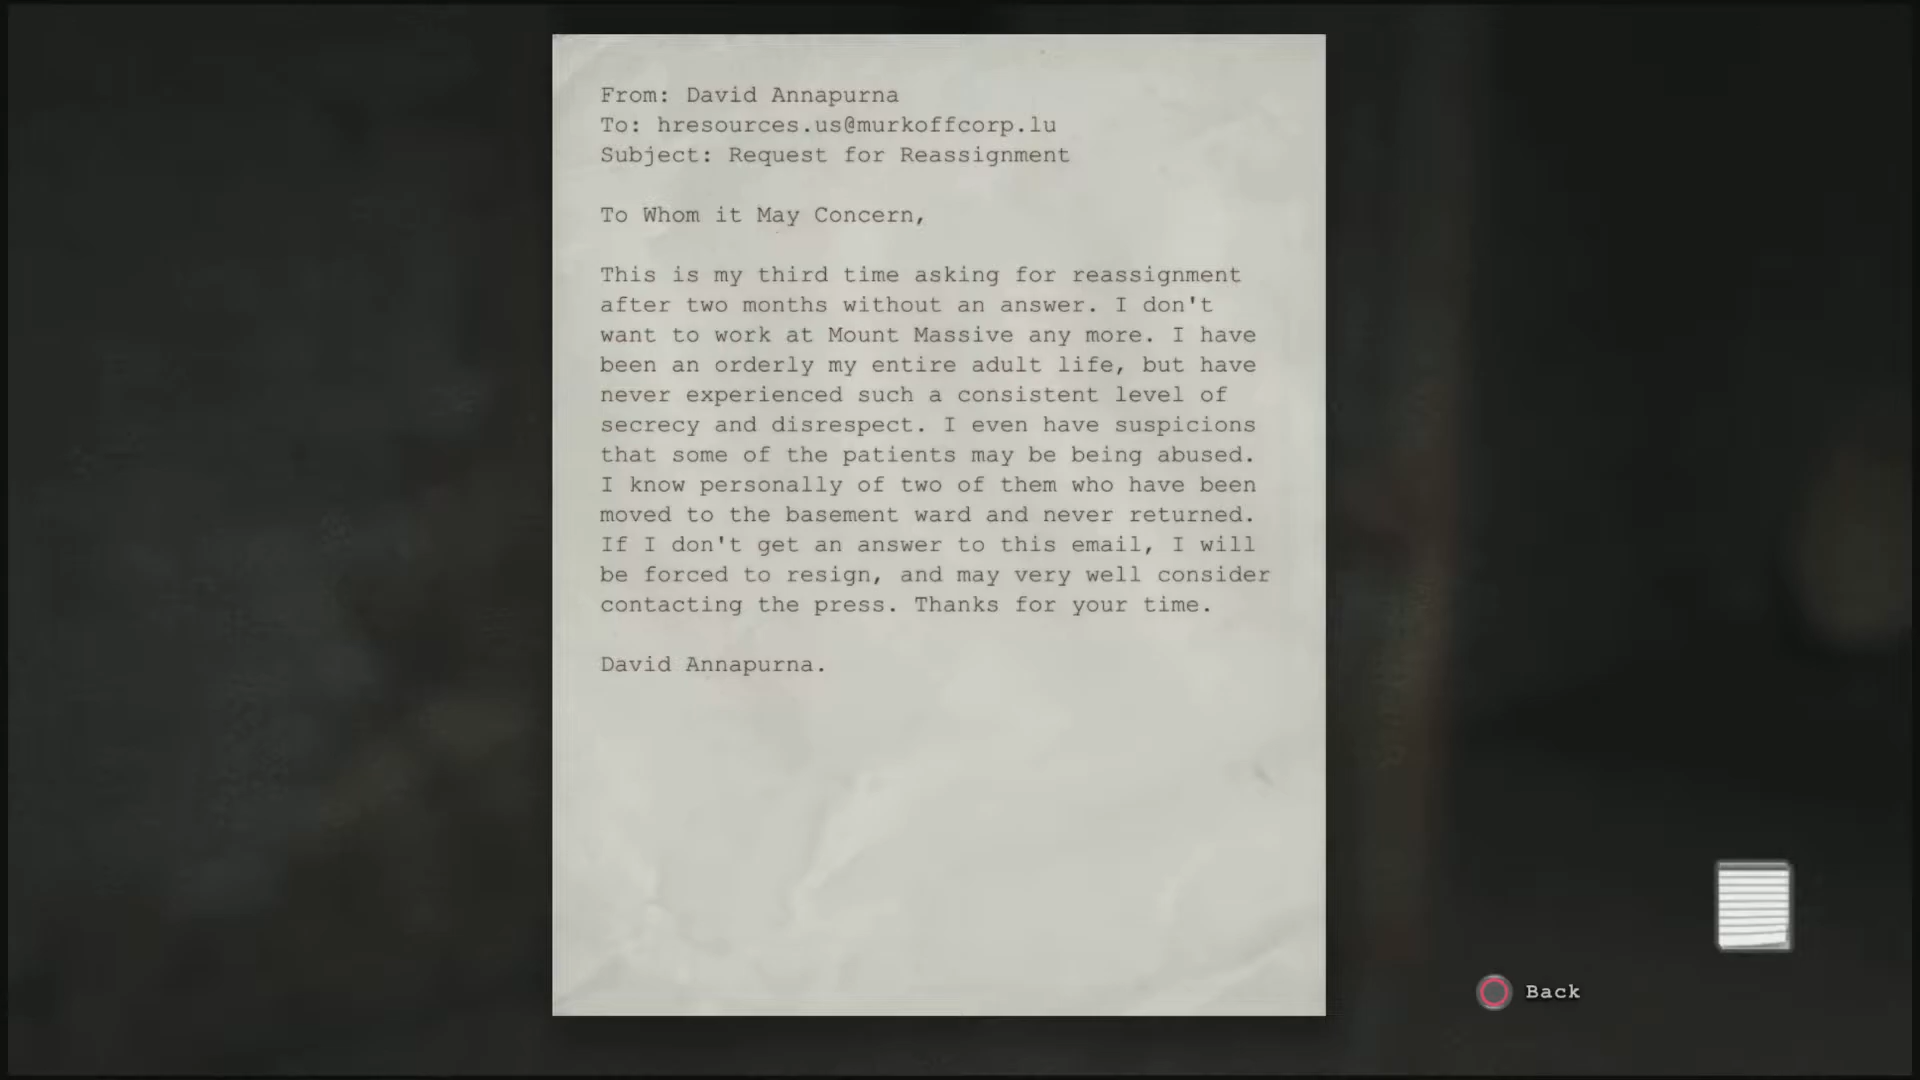 From: David Annapurna
To: hresources.us@murkoffcorp.lu
Subject: Request for Reassignment
To Whom it May Concern,
This is my third time asking for reassignment
after two months without an answer. I don't
want to work at Mount Massive any more. I have
been an orderly my entire adult life, but have
never experienced such a consistent level of
secrecy and disrespect. I even have suspicions
that some of the patients may be being abused.
I know personally of two of them who have been
moved to the basement ward and never returned.
If I don't get an answer to this email, I will
be forced to resign, and may very well consider
contacting the press. Thanks for your time.
David Annapurna.
Back